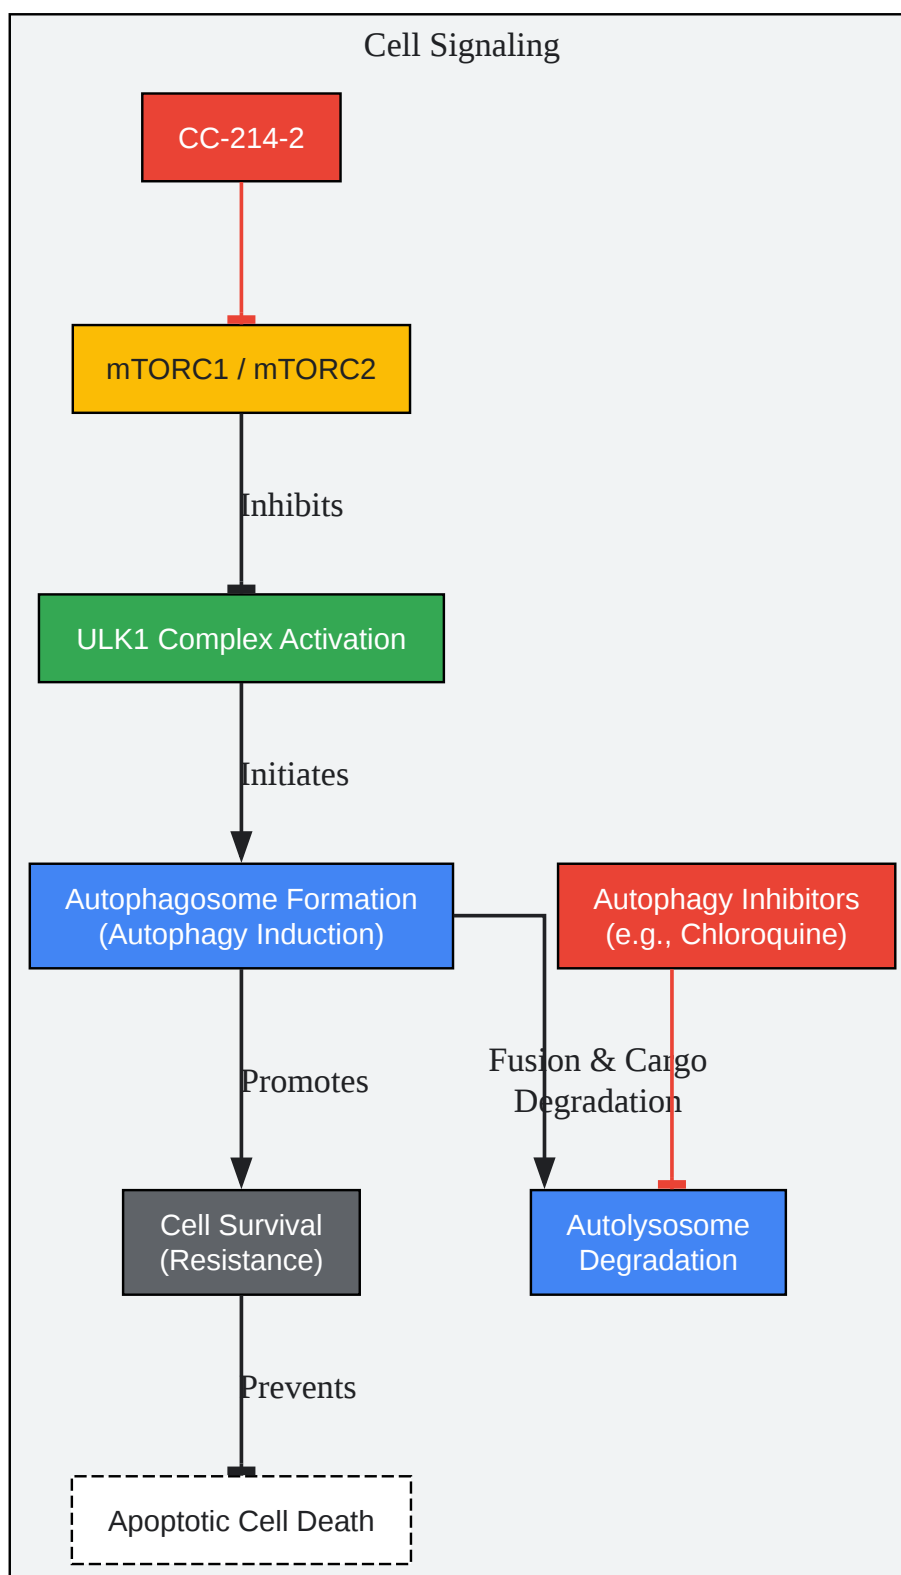 Cell Signaling
CC-214-2
mTORC1 / mTORC2
Inhibits
ULK1 Complex Activation
Initiates
Autophagosome Formation
(Autophagy Induction)
Autophagy Inhibitors
(e.g., Chloroquine)
Promotes
Fusion & Cargo
Degradation
Cell Survival
(Resistance)
Autolysosome
Degradation
Prevents
Apoptotic Cell Death